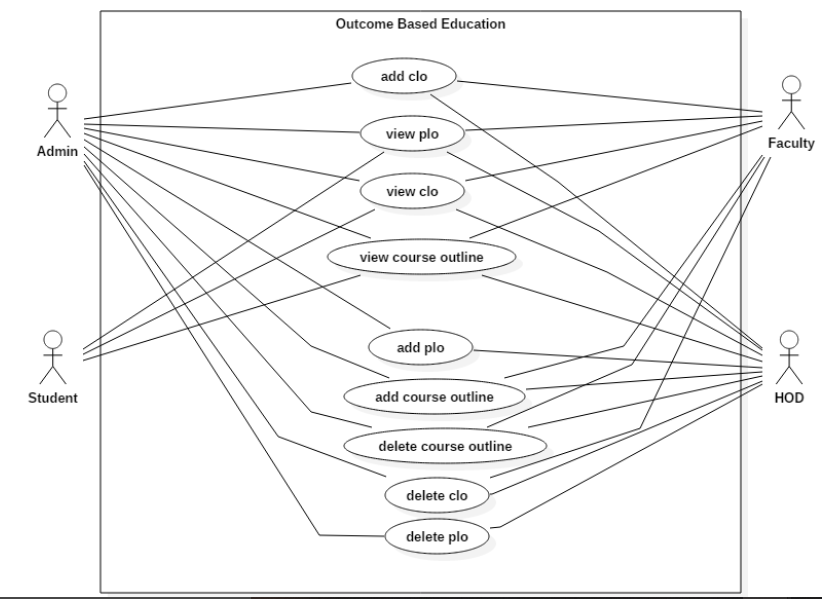 Outcome Based Education
add clo
view plo
view clo
view course outline
add plo
add course outline
delete course outline
delete clo
delete plo
Admin
Student
Faculty
HOD